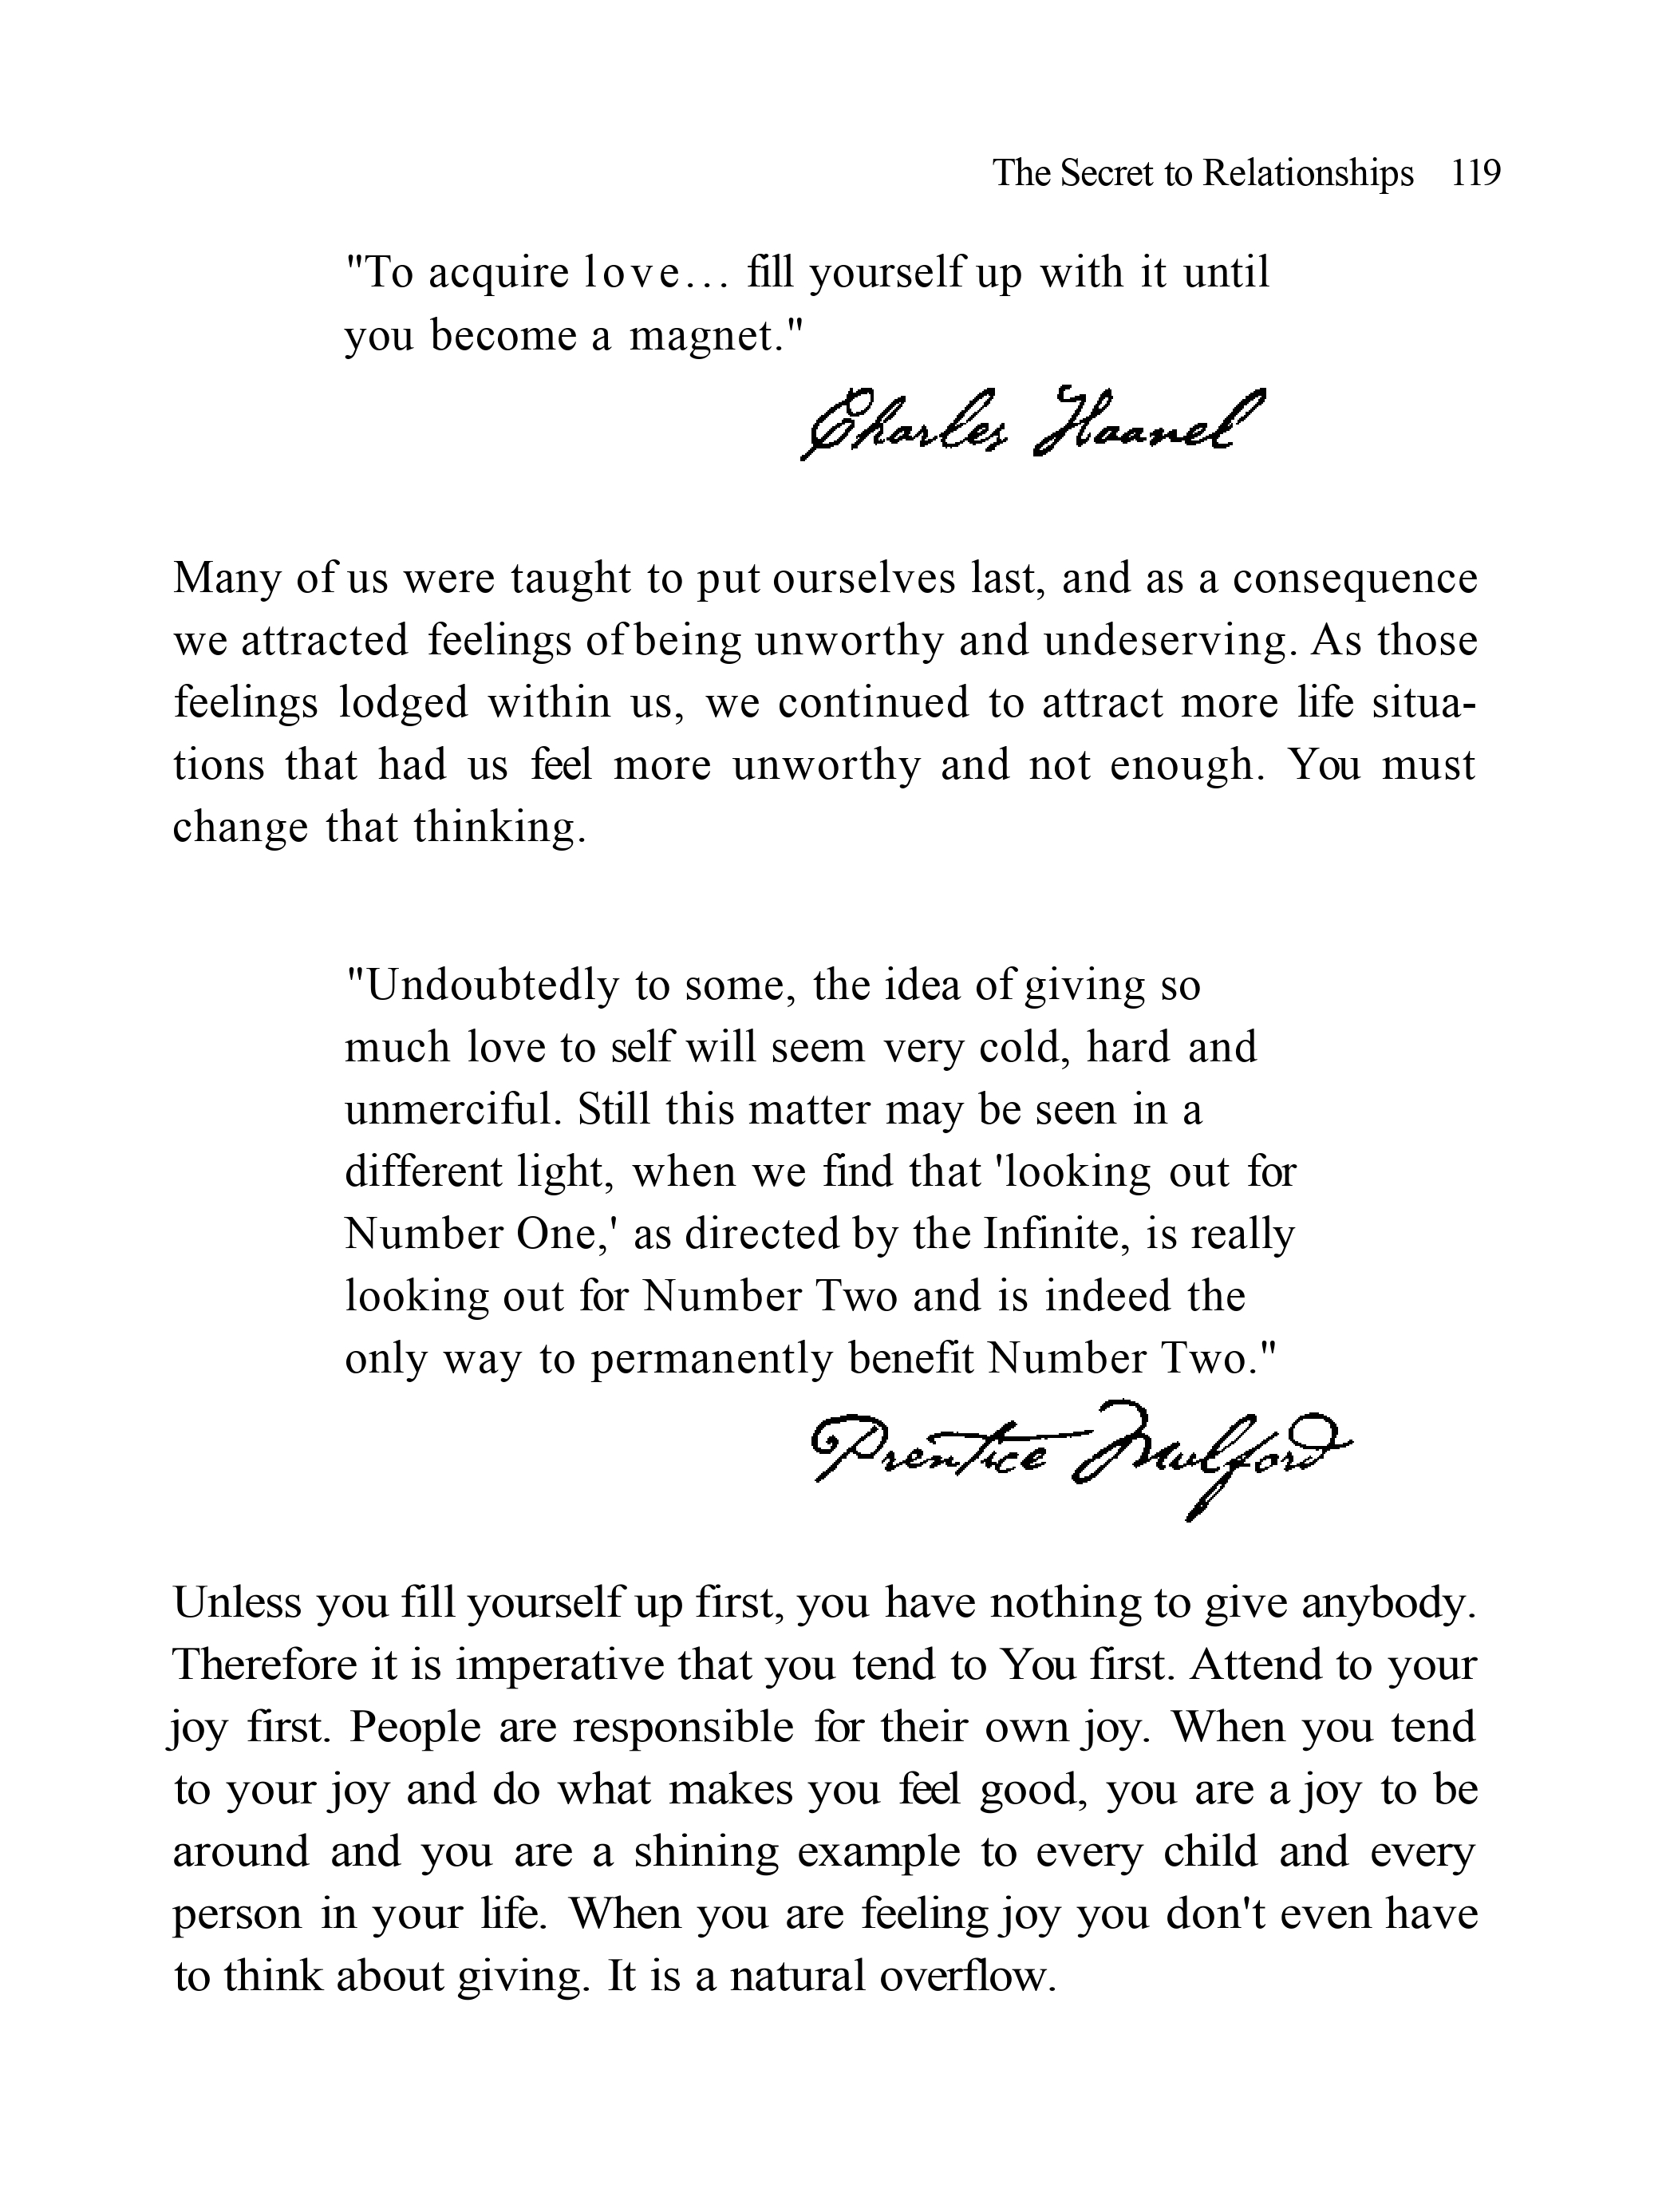 The Secret to Relationships 119
"To acquire love... fill yourself up with it until
you become a magnet."
Charles Haanel
Many of us were taught to put ourselves last, and as a consequence
we attracted feelings of being unworthy and undeserving. As those
feelings lodged within us, we continued to attract more life situa-
tions that had us feel more unworthy and not enough. You must
change that thinking.
"Undoubtedly to some, the idea of giving so
much love to self will seem very cold, hard and
unmerciful. Still this matter may be seen in a
different light, when we find that 'looking out for
Number One,' as directed by the Infinite, is really
looking out for Number Two and is indeed the
only way to permanently benefit Number Two."
Prentice Mulford
Unless you fill yourself up first, you have nothing to give anybody.
Therefore it is imperative that you tend to You first. Attend to your
joy first. People are responsible for their own joy. When you tend
to your joy and do what makes you feel good, you are a joy to be
around and you are a shining example to every child and every
person in your life. When you are feeling joy you don't even have
to think about giving. It is a natural overflow.